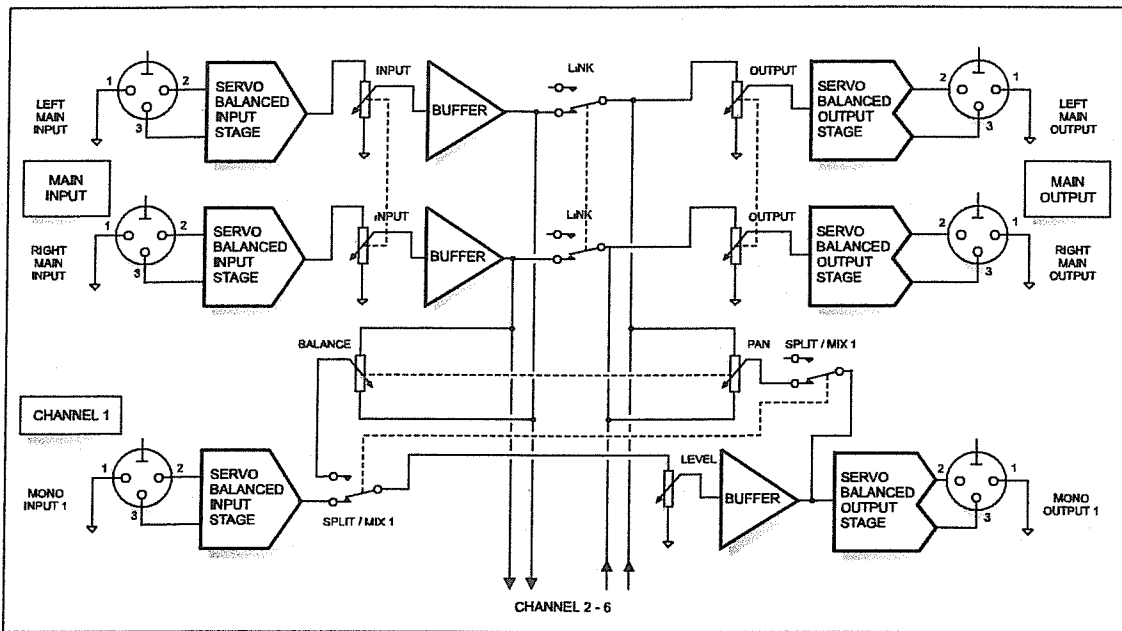 INPUT
LINK
OUTPUT
1
2
3
SERVO
BALANCED
INPUT
STAGE
BUFFER
SERVO
BALANCED
OUTPUT
STAGE
2
1
3
LEFT
MAIN
INPUT
LEFT
MAIN
OUTPUT
MAIN
INPUT
MAIN
OUTPUT
INPUT
LINK
OUTPUT
1
2
3
SERVO
BALANCED
INPUT
STAGE
BUFFER
SERVO
BALANCED
OUTPUT
STAGE
2
1
3
RIGHT
MAIN
INPUT
RIGHT
MAIN
OUTPUT
BALANCE
PAN
SPLIT / MIX 1
CHANNEL 1
1
2
3
SERVO
BALANCED
INPUT
STAGE
LEVEL
BUFFER
SERVO
BALANCED
OUTPUT
STAGE
2
1
3
MONO
INPUT 1
SPLIT / MIX 1
MONO
OUTPUT 1
CHANNEL 2 - 6